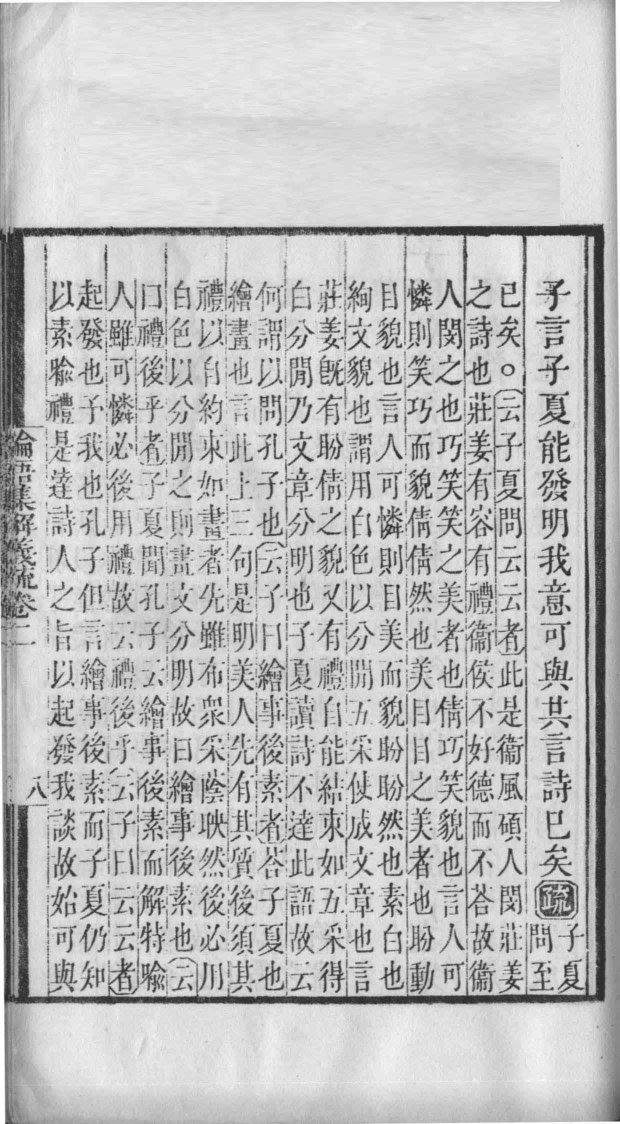 子言子夏能發明我意可與共言詩已矣疏子夏問至
已矣。云子夏問云云者此是衞風碩人閔莊姜
之詩也莊姜有容有禮衞侯不好德而不荅故衞
人閔之也巧笑笑之美者也倩巧笑貌也言人可
憐則笑巧而貌倩倩然也美目目之美者也盼動
目貌也言人可憐則目美而貌盼盼然也素白也
絢文貌也謂用白色以分閒五采使成文章也言
莊姜旣有盼倩之貌又有禮自能結束如五采得
白分閒乃文章分明也子夏讀詩不達此語故云
何謂以問孔子也云子曰繪事後素者荅子夏也
繪畫也言此上三句是明美人先有其質後須其
禮以自約束如畫者先雖布衆采蔭映然後必用
白色以分閒之則畫文分明故曰繪事後素也云
曰禮後乎者子夏聞孔子云繪事後素而解特喻
人雖可憐必後用禮故云禮後乎云子曰云云者
起發也予我也孔子但言繪事後素而子夏仍知
以素喻禮是達詩人之旨以起發我談故始可與
論語集解義疏卷二 八